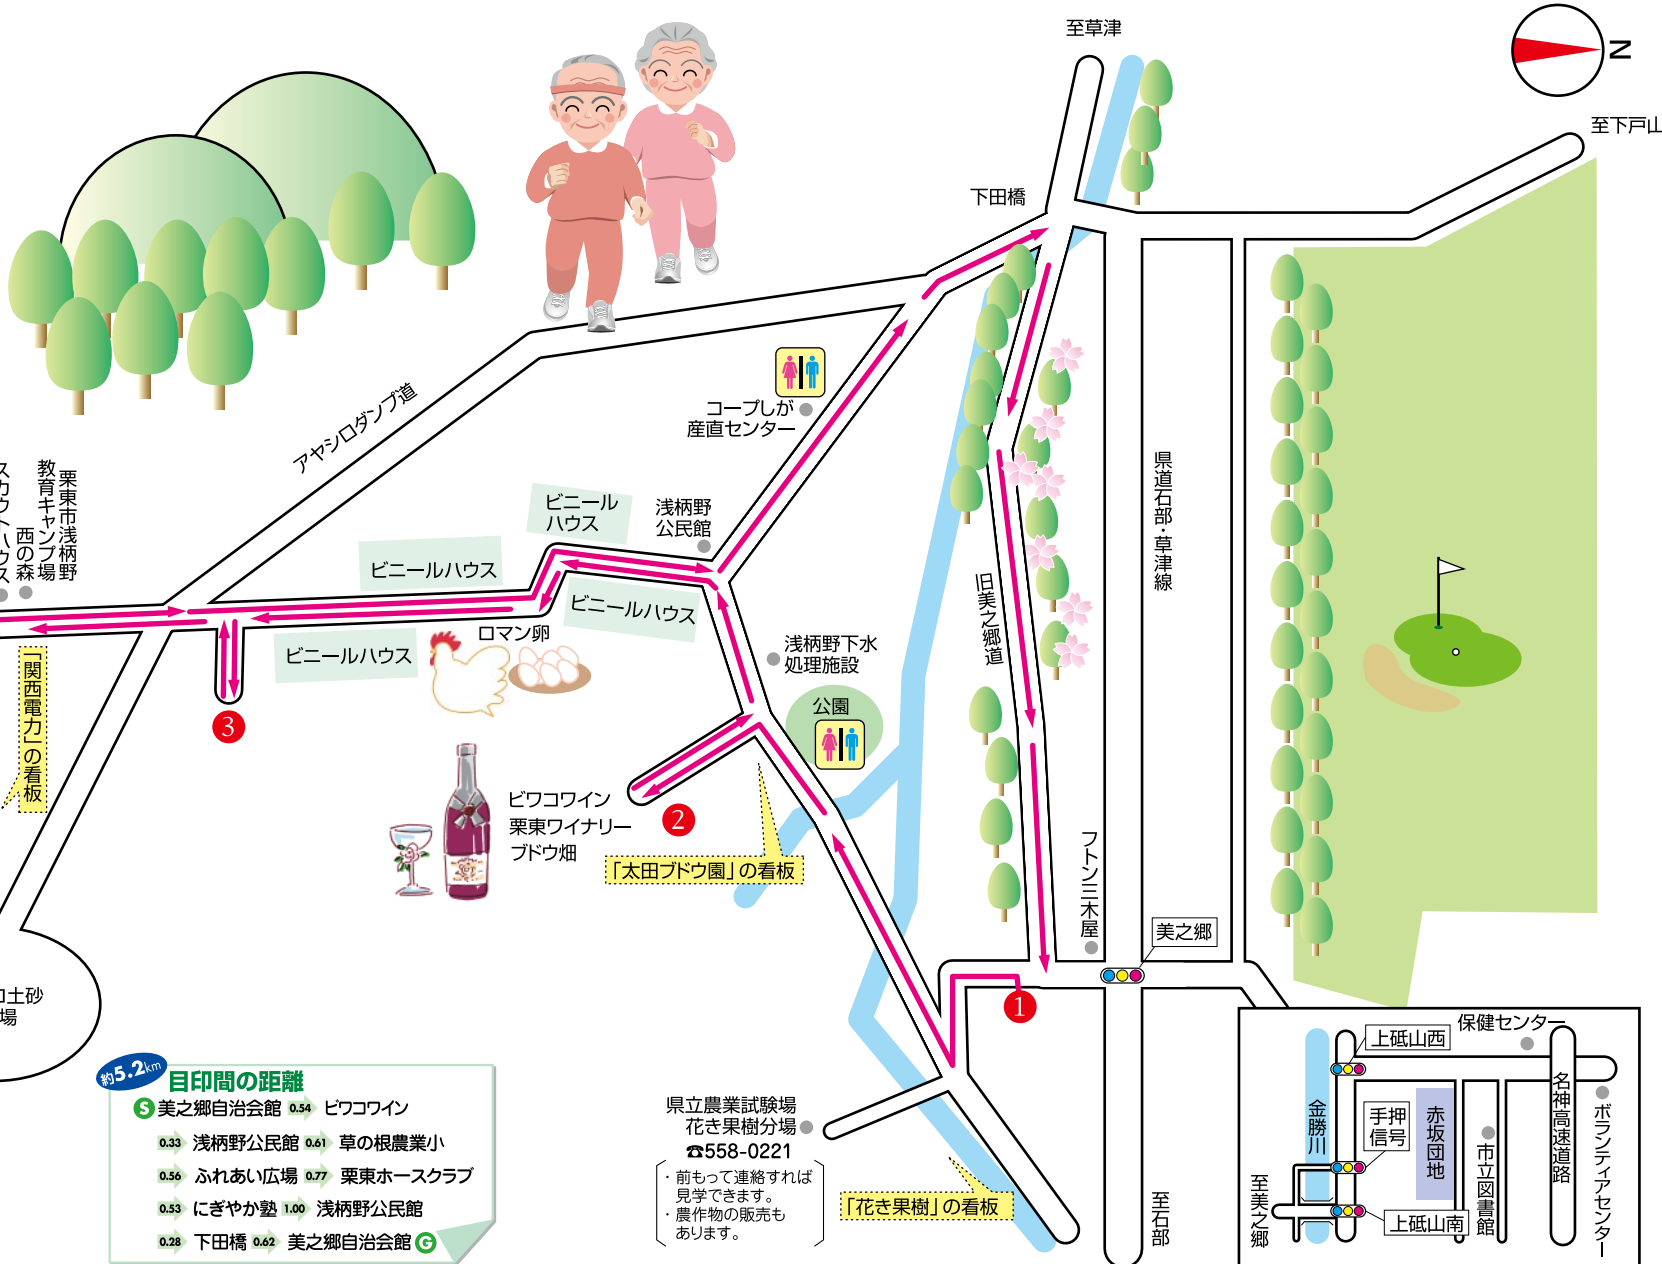 至草津
N
至下戸山
下田橋
アヤシロダンプ道
コープしが
産直センター
栗東市浅柄野
教育キャンプ場
西の森
スカウトハウス
ビニール
ハウス
浅柄野
公民館
ビニールハウス
ビニールハウス
ビニールハウス
ロマン卵
浅柄野下水
処理施設
公園
県道石部・草津線
旧美之郷道
「関西電力」の看板
3
ビワコワイン
栗東ワイナリー
ブドウ畑
2
「太田ブドウ園」の看板
フトン三木屋
美之郷
1
土砂
場
県立農業試験場
花き果樹分場
☎558-0221
・前もって連絡すれば
見学できます。
・農作物の販売も
あります。
「花き果樹」の看板
至石部
約5.2km
目印間の距離
S 美之郷自治会館 0.54 ビワコワイン
0.33 浅柄野公民館 0.61 草の根農業小
0.56 ふれあい広場 0.77 栗東ホースクラブ
0.53 にぎやか塾 1.00 浅柄野公民館
0.28 下田橋 0.62 美之郷自治会館 G
保健センター
上砥山西
名神高速道路
金勝川
手押
信号
赤坂団地
市立図書館
ボランティアセンター
至美之郷
上砥山南